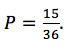 P = 15/36.